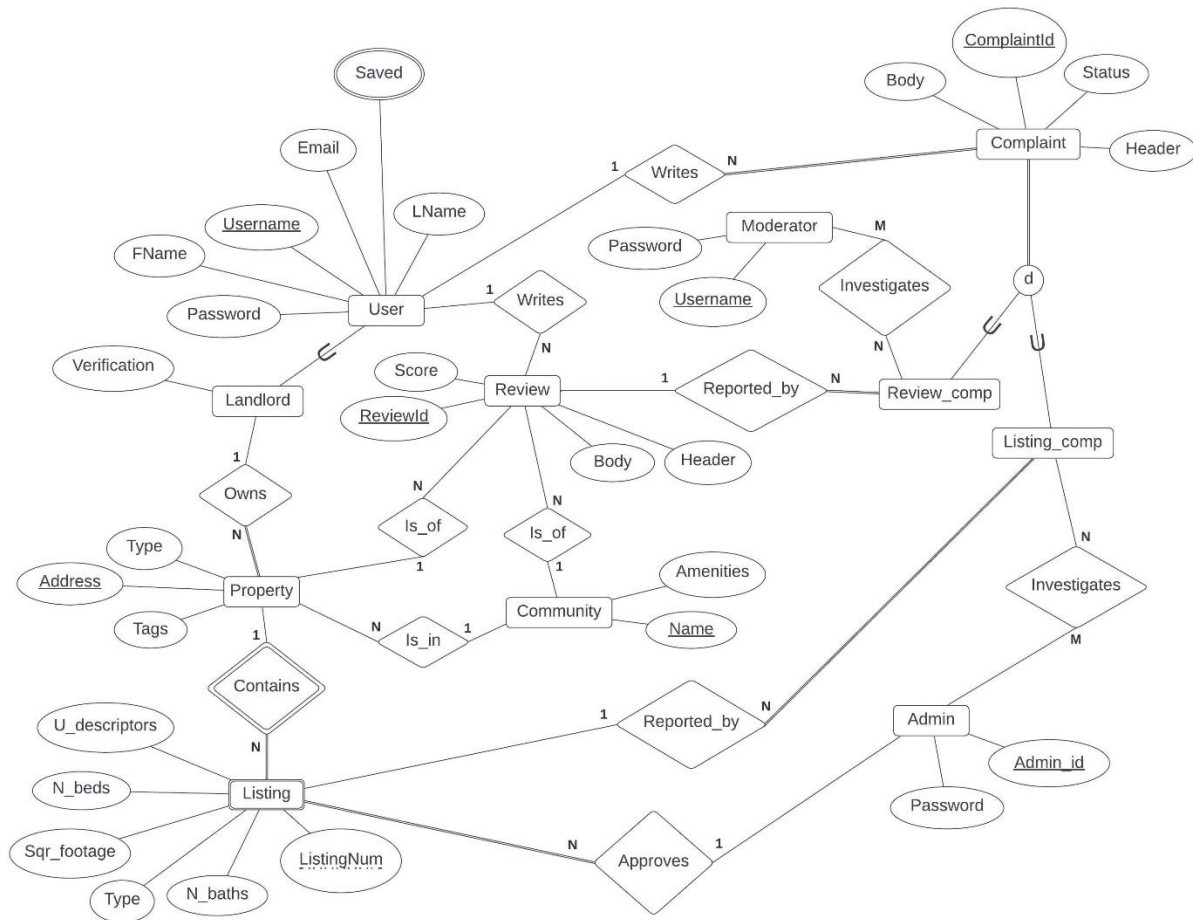 Saved
ComplaintId
Body
Status
Complaint
Header
Email
1
Writes
N
Username
LName
FName
Password
Moderator
M
Password
Username
Investigates
d
User
1
Writes
N
N
Verification
Landlord
Score
Review
ReviewId
1
Reported_by
N
Review_comp
Body
Header
Listing_comp
1
Owns
N
N
Is_of
1
N
Is_of
1
Type
Address
Property
Tags
N
Is_in
1
Community
Amenities
Name
N
Investigates
M
1
Contains
N
U_descriptors
N_beds
Listing
Sqr_footage
Type
N_baths
ListingNum
1
Reported_by
N
Admin
Admin_id
Password
N
Approves
1